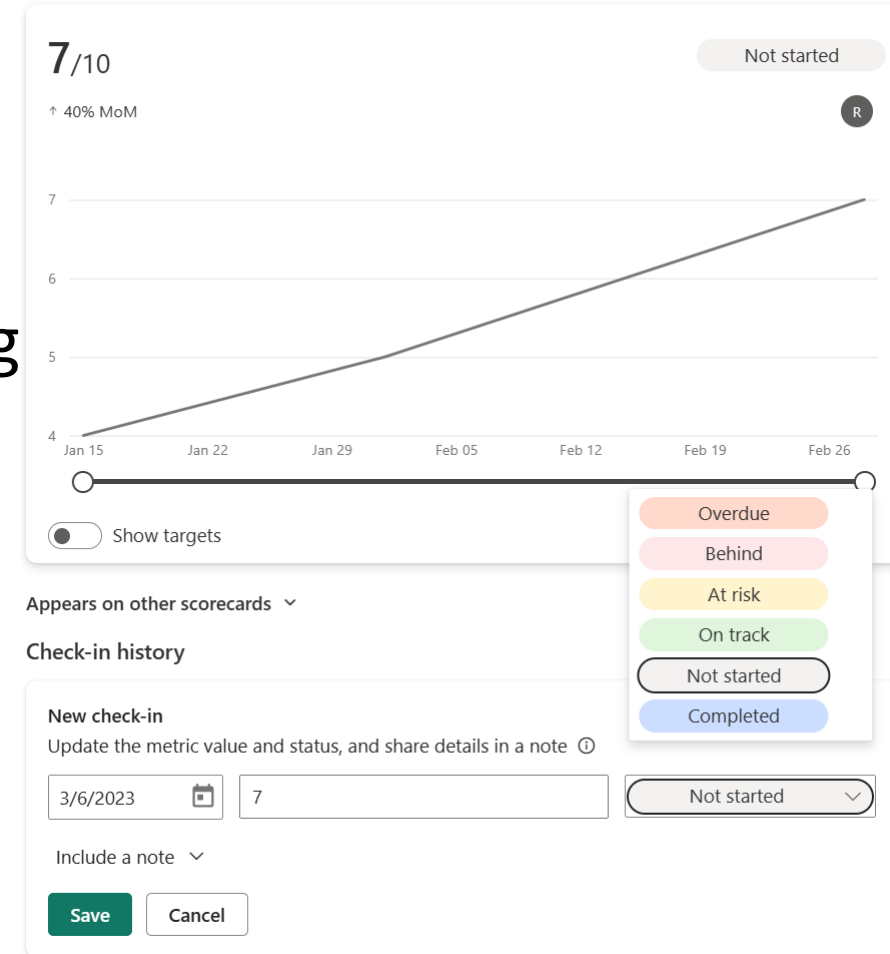 7/10
Not started
↑ 40% MoM
R
7
6
g
5
4
Jan 15 Jan 22 Jan 29 Feb 05 Feb 12 Feb 19 Feb 26
Show targets
Overdue
Behind
At risk
On track
Not started
Completed
Appears on other scorecards
Check-in history
New check-in
Update the metric value and status, and share details in a note
3/6/2023 7 Not started
Include a note
Save Cancel